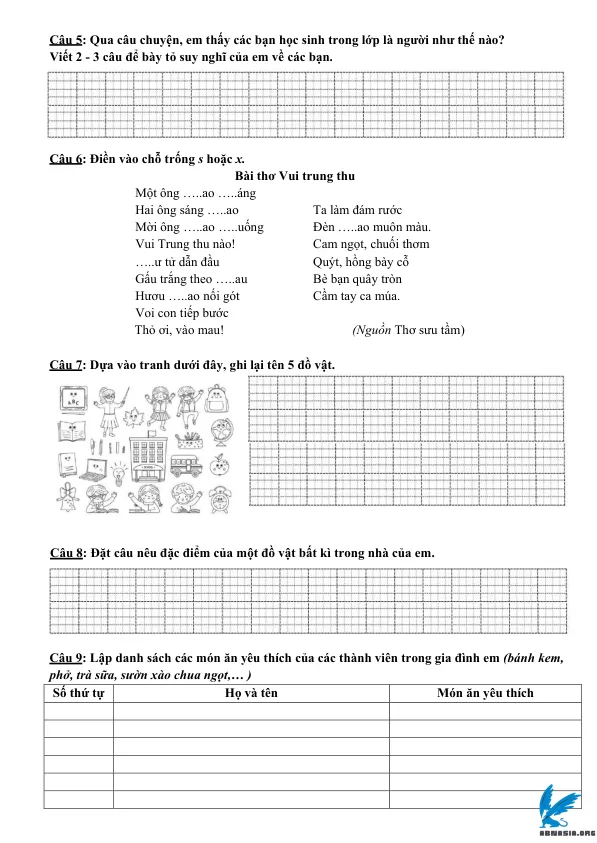 Câu 5: Qua câu chuyện, em thấy các bạn học sinh trong lớp là người như thế nào?
Viết 2 - 3 câu để bày tỏ suy nghĩ của em về các bạn.
Câu 6: Điền vào chỗ trống s hoặc x.
Bài thơ Vui trung thu
Một ông …..ao …..áng
Hai ông sáng …..ao
Mời ông …..ao …..uống
Vui Trung thu nào!
…..ư tử dẫn đầu
Gấu trắng theo …..au
Hươu …..ao nối gót
Voi con tiếp bước
Thỏ ơi, vào mau!
Ta làm đám rước
Đèn …..ao muôn màu.
Cam ngọt, chuối thơm
Quýt, hồng bày cỗ
Bè bạn quây tròn
Cầm tay ca múa.
(Nguồn Thơ sưu tầm)
Câu 7: Dựa vào tranh dưới đây, ghi lại tên 5 đồ vật.
Câu 8: Đặt câu nêu đặc điểm của một đồ vật bất kì trong nhà của em.
Câu 9: Lập danh sách các món ăn yêu thích của các thành viên trong gia đình em (bánh kem,
phở, trà sữa, sườn xào chua ngọt,… )
Số thứ tự Họ và tên Món ăn yêu thích
ABMASIA.ORG